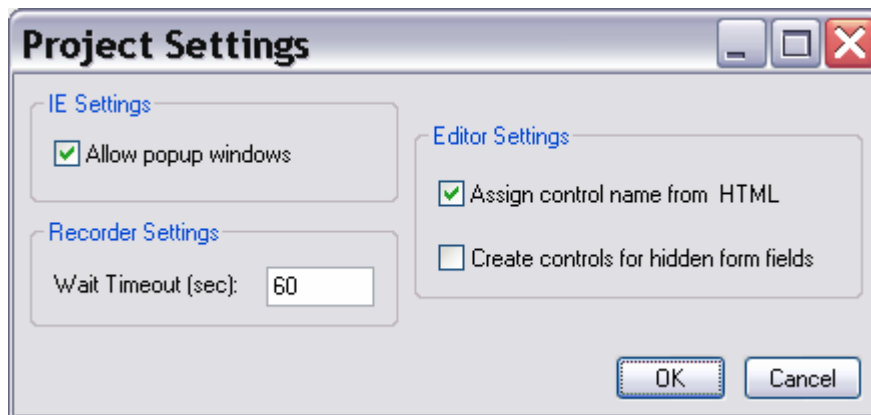 Project Settings
IE Settings
Allow popup windows
Recorder Settings
Wait Timeout (sec): 60
Editor Settings
Assign control name from HTML
Create controls for hidden form fields
OK Cancel